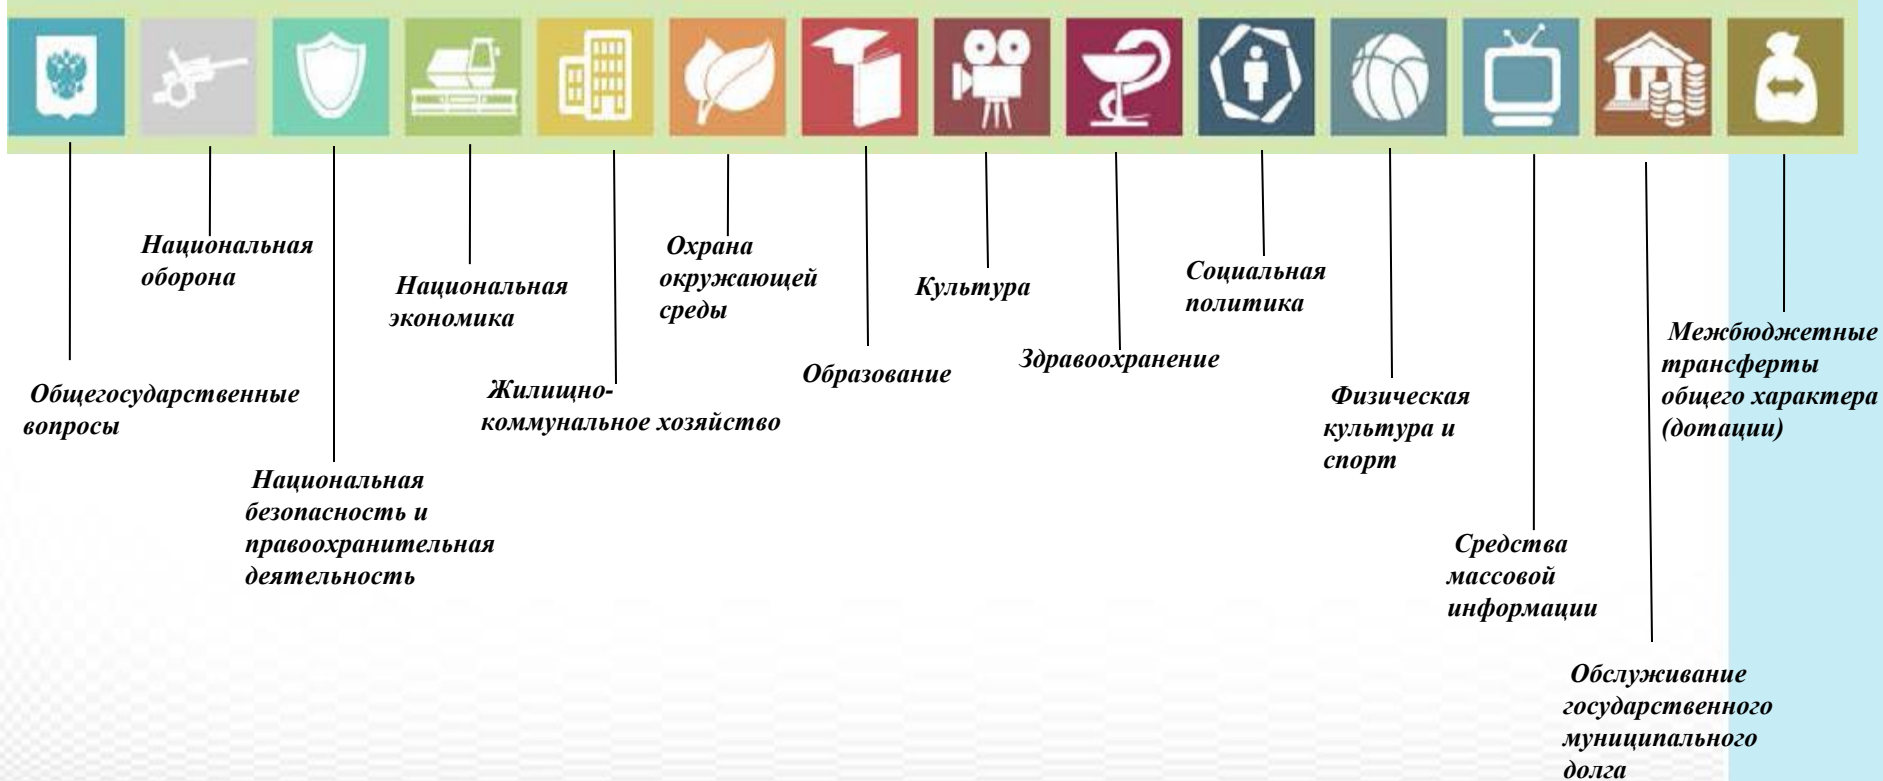 Общегосударственные
вопросы
Национальная
оборона
Национальная
безопасность и
правоохранительная
деятельность
Национальная
экономика
Жилищно-
коммунальное хозяйство
Охрана
окружающей
среды
Образование
Культура
Здравоохранение
Социальная
политика
Физическая
культура и
спорт
Средства
массовой
информации
Обслуживание
государственного
муниципального
долга
Межбюджетные
трансферты
общего характера
(дотации)